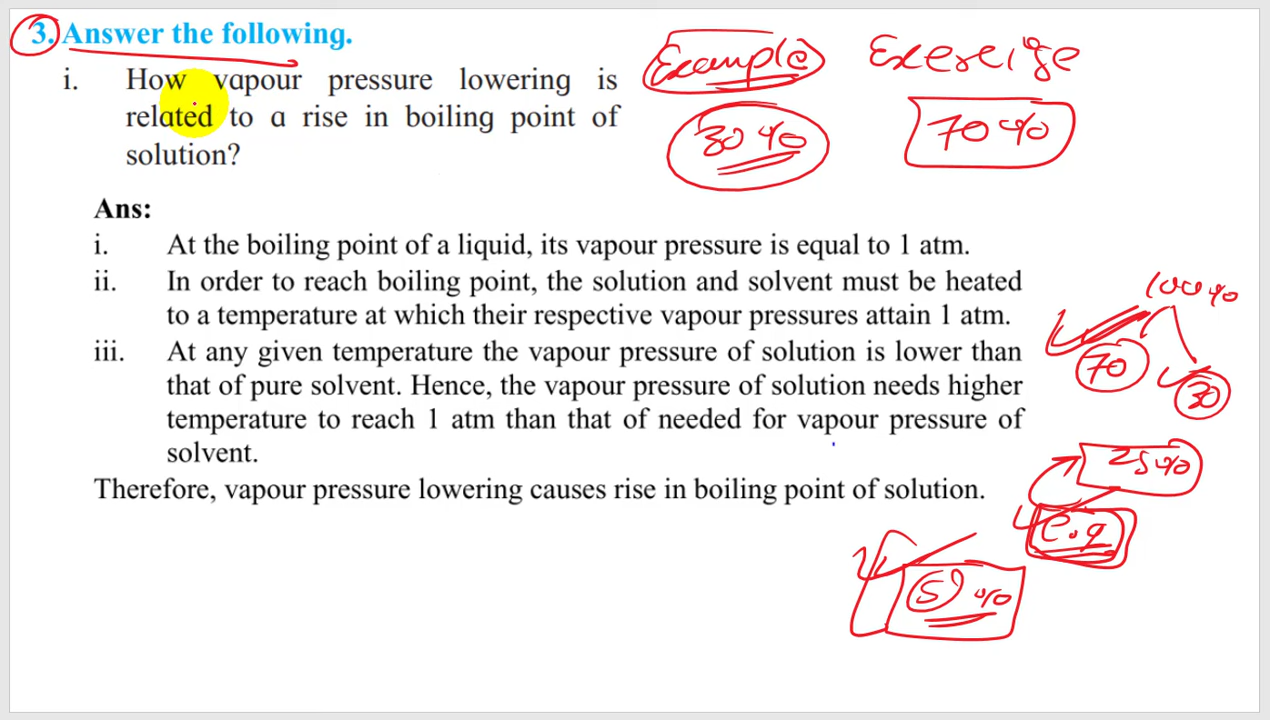 3. Answer the following.
i. How vapour pressure lowering is
related to a rise in boiling point of
solution?
Example
30%
Exercise
70%
Ans:
i. At the boiling point of a liquid, its vapour pressure is equal to 1 atm.
ii. In order to reach boiling point, the solution and solvent must be heated
to a temperature at which their respective vapour pressures attain 1 atm.
iii. At any given temperature the vapour pressure of solution is lower than
that of pure solvent. Hence, the vapour pressure of solution needs higher
temperature to reach 1 atm than that of needed for vapour pressure of
solvent.
Therefore, vapour pressure lowering causes rise in boiling point of solution.
100%
70
30
25%
e.g
5%